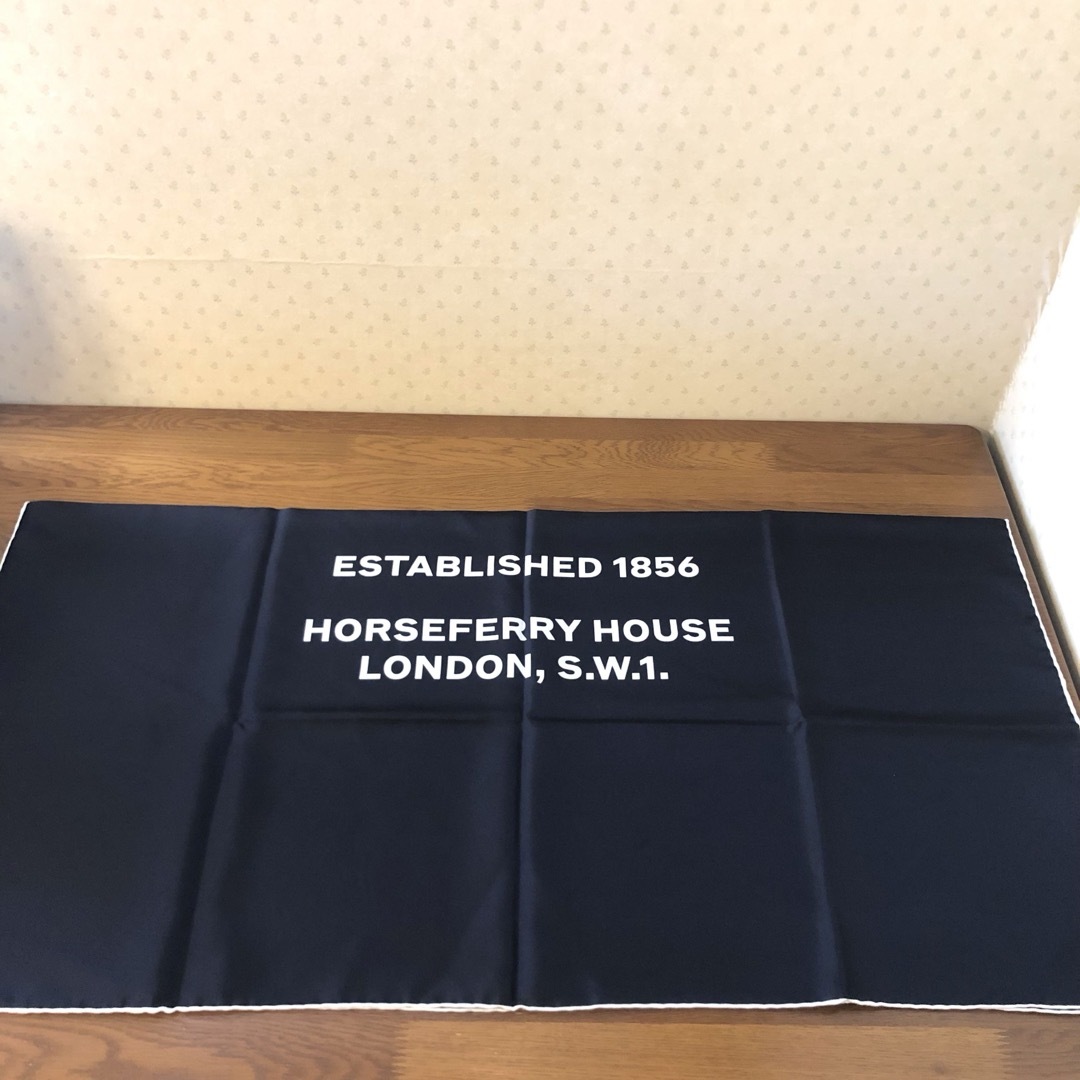 ESTABLISHED 1856
HORSEFERRY HOUSE
LONDON, S.W.1.